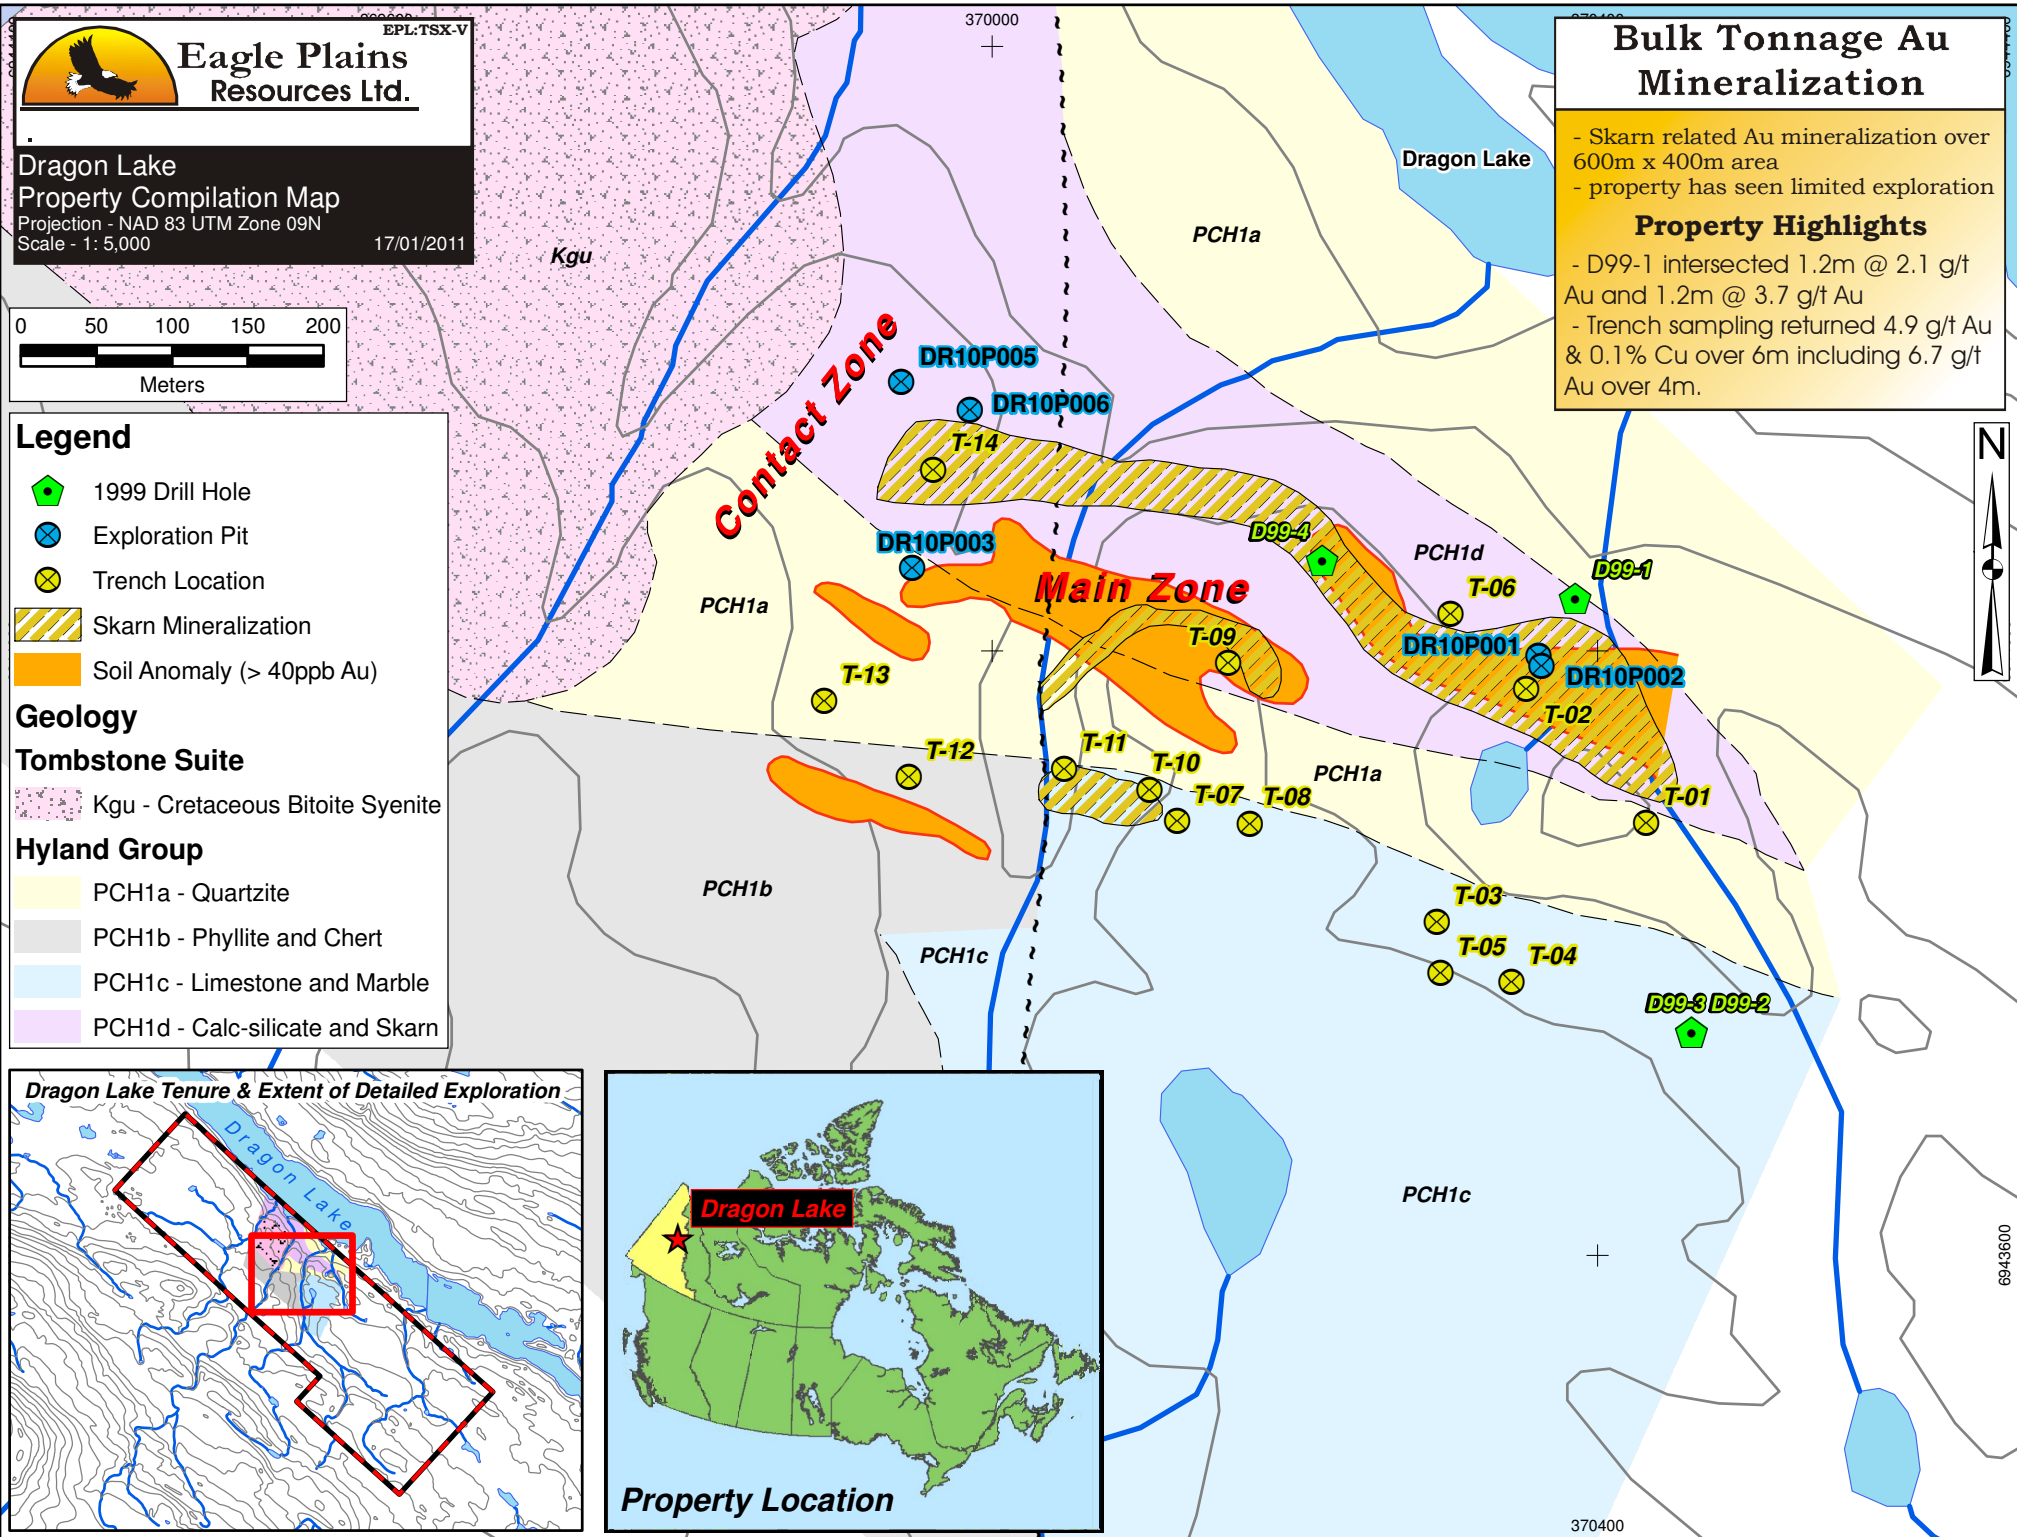 EPL:TSX-V
Eagle Plains
Resources Ltd.
.
Dragon Lake
Property Compilation Map
Projection - NAD 83 UTM Zone 09N
Scale - 1: 5,000
17/01/2011
370000
Bulk Tonnage Au
Mineralization
- Skarn related Au mineralization over
600m x 400m area
- property has seen limited exploration
Property Highlights
- D99-1 intersected 1.2m @ 2.1 g/t
Au and 1.2m @ 3.7 g/t Au
- Trench sampling returned 4.9 g/t Au
& 0.1% Cu over 6m including 6.7 g/t
Au over 4m.
Dragon Lake
PCH1a
Kgu
0 50 100 150 200
Meters
Legend
1999 Drill Hole
Exploration Pit
Trench Location
Skarn Mineralization
Soil Anomaly (> 40ppb Au)
Geology
Tombstone Suite
Kgu - Cretaceous Bitoite Syenite
Hyland Group
PCH1a - Quartzite
PCH1b - Phyllite and Chert
PCH1c - Limestone and Marble
PCH1d - Calc-silicate and Skarn
N
Contact Zone
DR10P005
DR10P006
T-14
DR10P003
D99-4
PCH1d
D99-1
Main Zone
T-06
PCH1a
T-09
DR10P001
DR10P002
T-13
T-02
T-12
T-11
T-10
PCH1a
T-07
T-08
T-01
PCH1b
T-03
PCH1c
T-05
T-04
D99-3 D99-2
PCH1c
6943600
370400
Dragon Lake Tenure & Extent of Detailed Exploration
Dragon Lake
Dragon Lake
Property Location